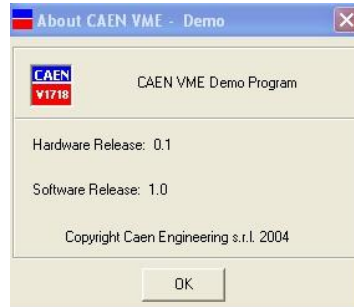 About CAEN VME - Demo
CAEN
V1718
CAEN VME Demo Program
Hardware Release: 0.1
Software Release: 1.0
Copyright Caen Engineering s.r.l. 2004
OK